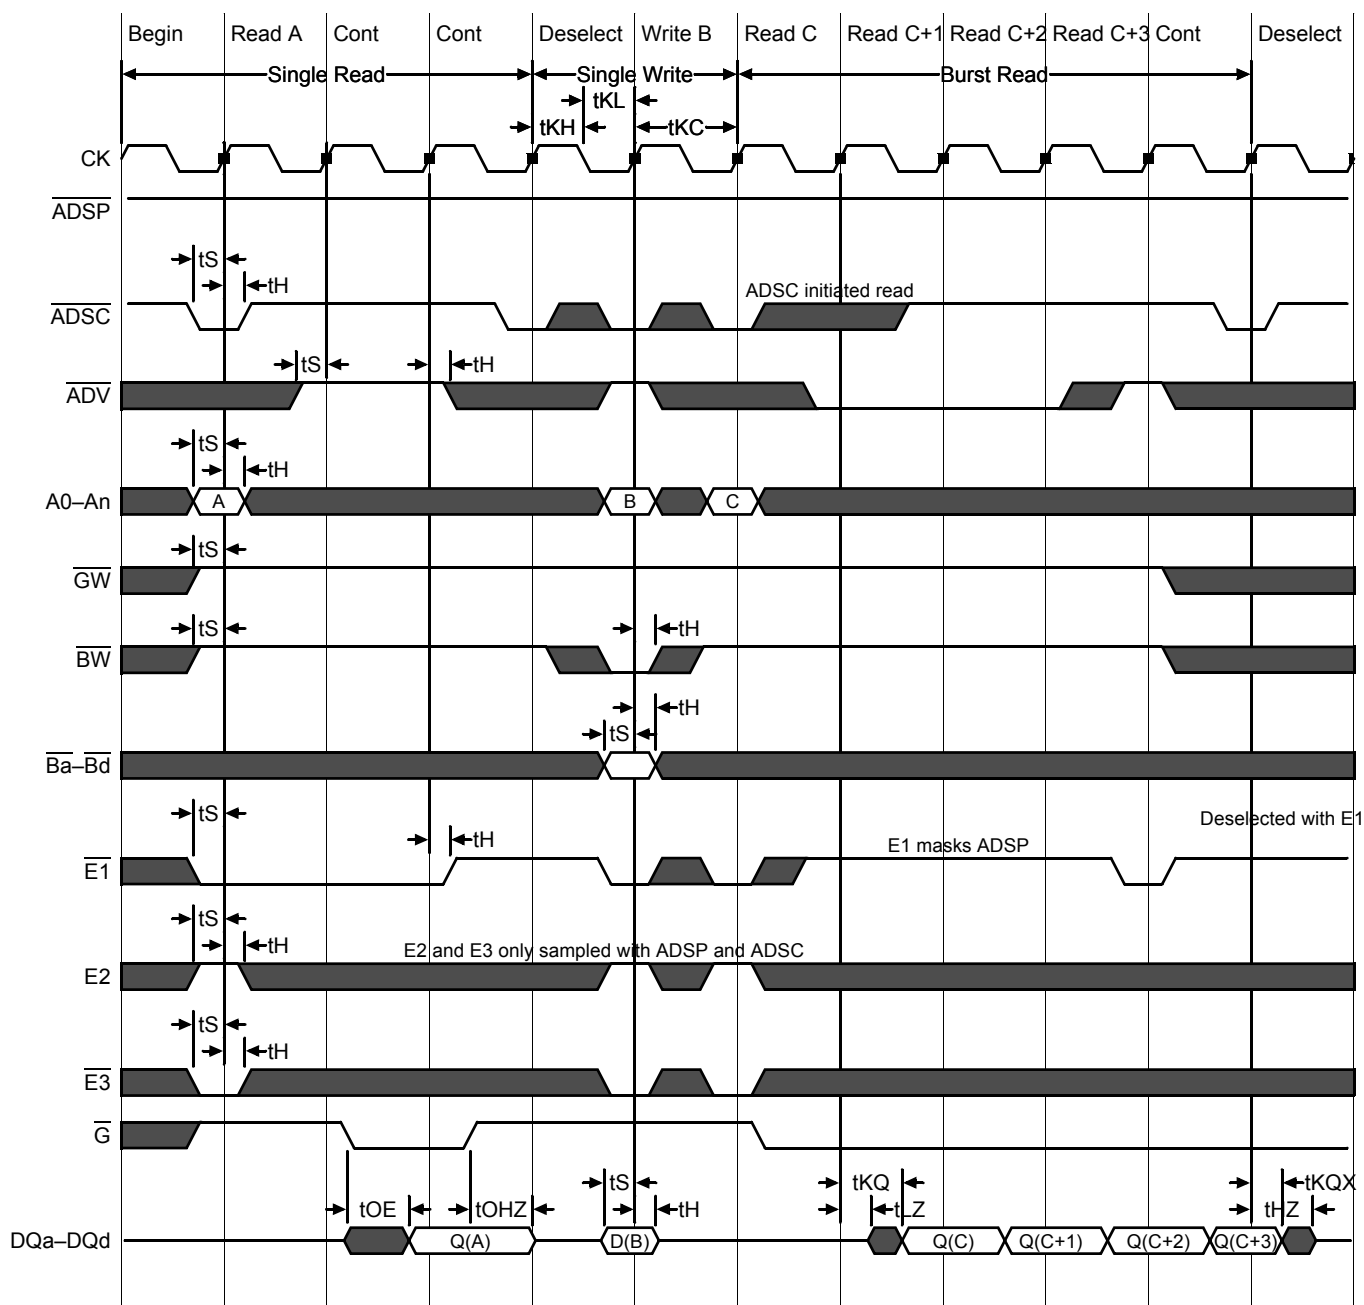 Begin Read A Cont Cont Deselect Write B Read C Read C+1 Read C+2 Read C+3 Cont Deselect
Single Read Single Write Burst Read
tKL
tKH tKC
CK
ADSP
tS
tH
ADSC initiated read
ADSC
tS tH
ADV
tS
tH
A0–An A B C
tS
GW
tS tH
BW
tH
tS
Ba–Bd
tS
Deselected with E1
tH
E1 masks ADSP
E1
tS
tH
E2 and E3 only sampled with ADSP and ADSC
E2
tS
tH
E3
G
tS tKQ tKQX
tOE tOHZ tH tLZ tHZ
DQa–DQd Q(A) D(B) Q(C) Q(C+1) Q(C+2) Q(C+3)